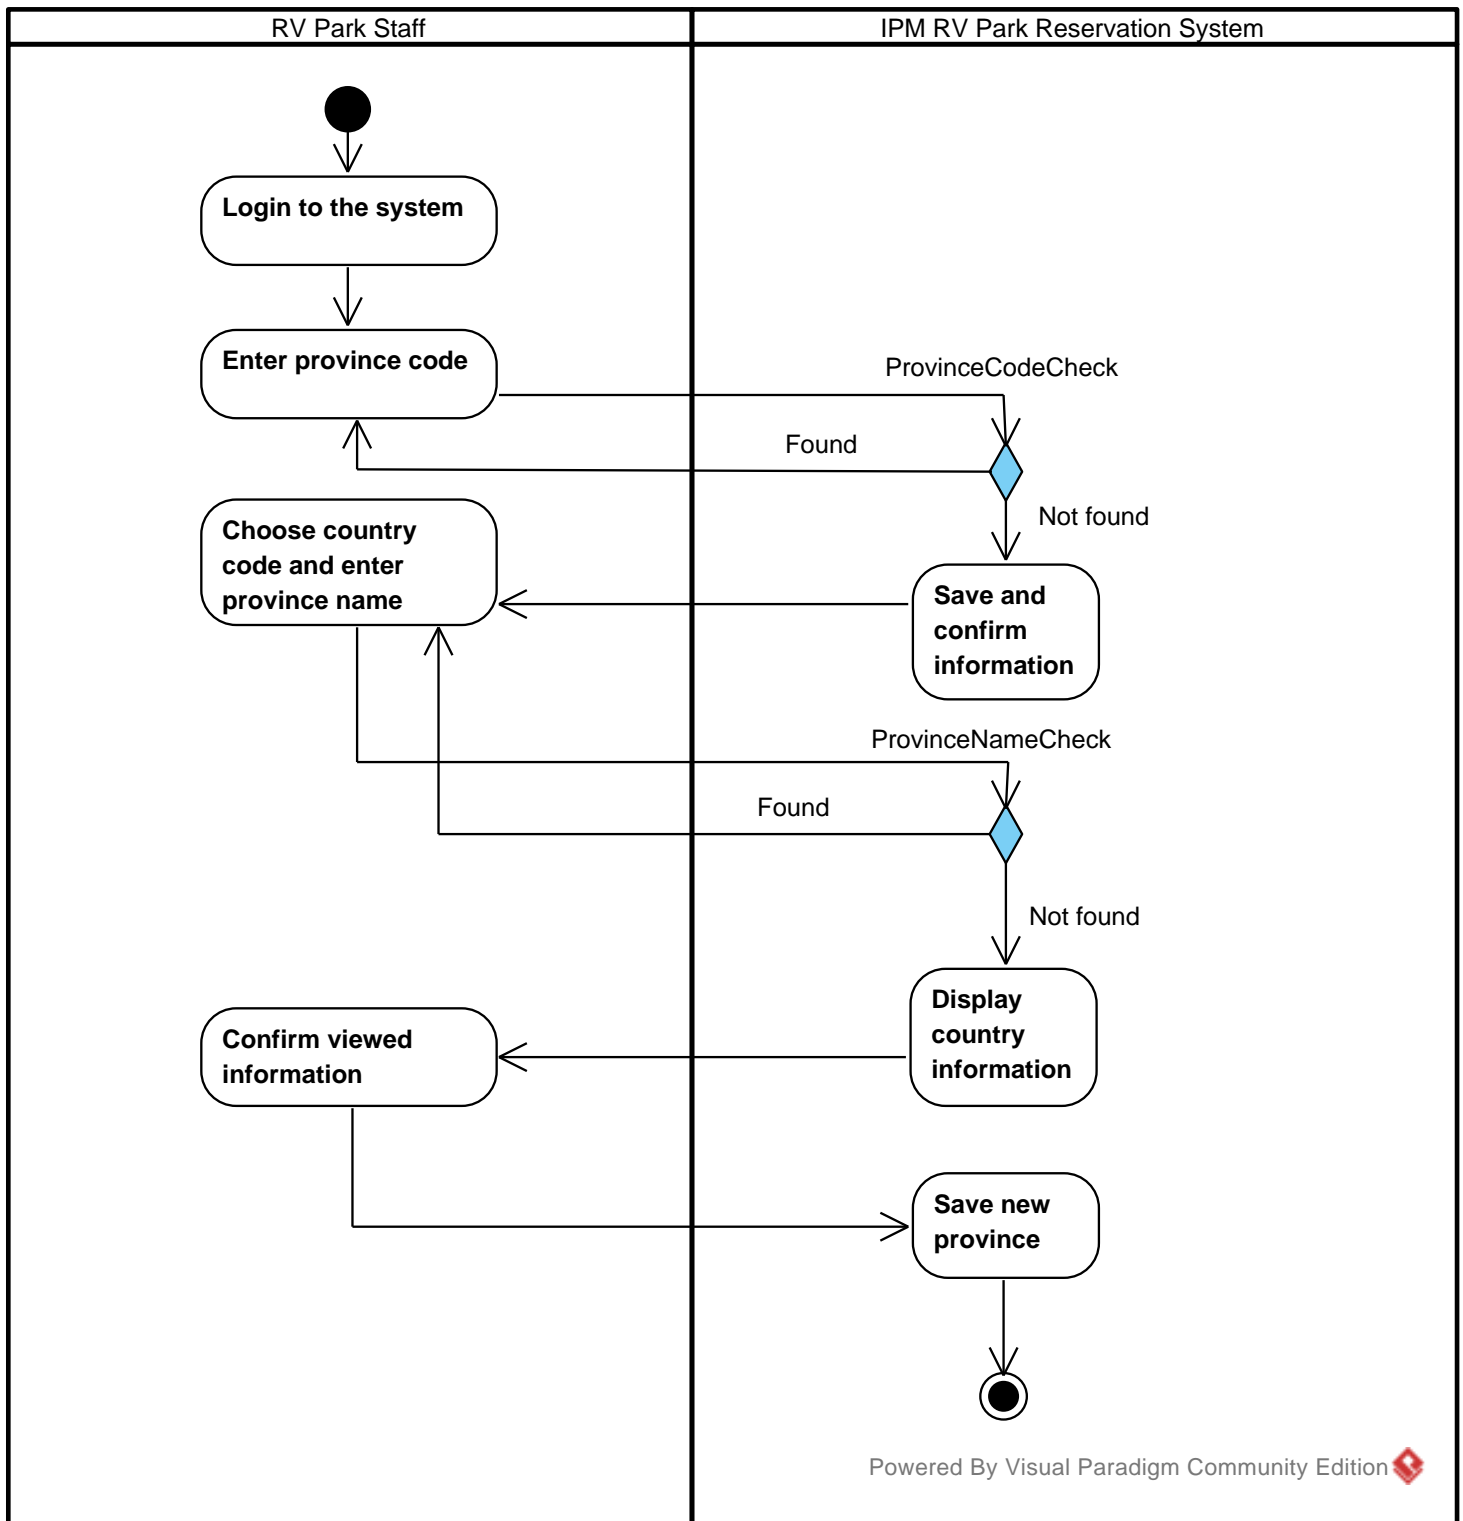 RV Park Staff
IPM RV Park Reservation System
Login to the system
Enter province code
ProvinceCodeCheck
Found
Not found
Choose country
code and enter
province name
Save and
confirm
information
ProvinceNameCheck
Found
Not found
Display
country
information
Confirm viewed
information
Save new
province
Powered By Visual Paradigm Community Edition